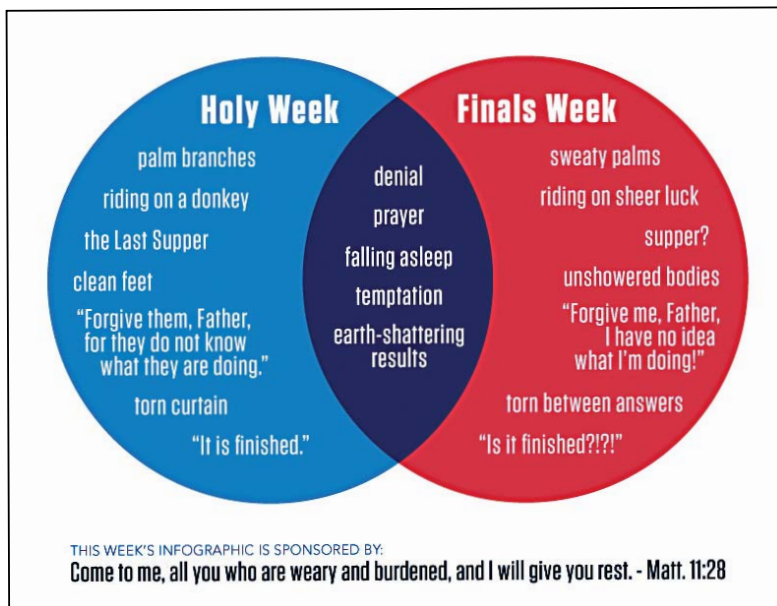 Holy Week
palm branches
riding on a donkey
the Last Supper
clean feet
“Forgive them, Father,
for they do not know
what they are doing.”
torn curtain
“It is finished.”
denial
prayer
falling asleep
temptation
earth-shattering
results
Finals Week
sweaty palms
riding on sheer luck
supper?
unshowered bodies
“Forgive me, Father,
I have no idea
what I'm doing!”
torn between answers
“Is it finished?!?!”
THIS WEEK'S INFOGRAPHIC IS SPONSORED BY:
Come to me, all you who are weary and burdened, and I will give you rest. - Matt. 11:28